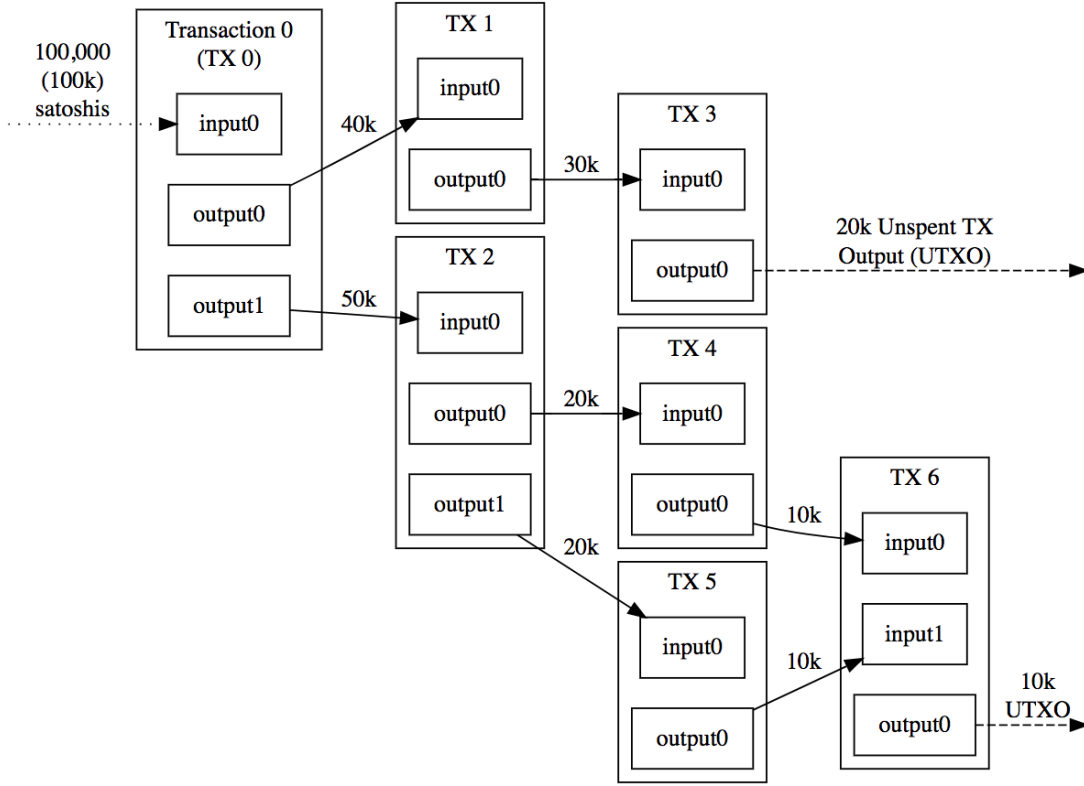 100,000
(100k)
satoshis
Transaction 0
(TX 0)
input0
output0
output1
40k
50k
TX 1
input0
output0
30k
TX 2
input0
output0
output1
20k
20k
TX 3
input0
output0
20k Unspent TX
Output (UTXO)
TX 4
input0
output0
10k
TX 5
input0
output0
10k
TX 6
input0
input1
output0
10k
UTXO